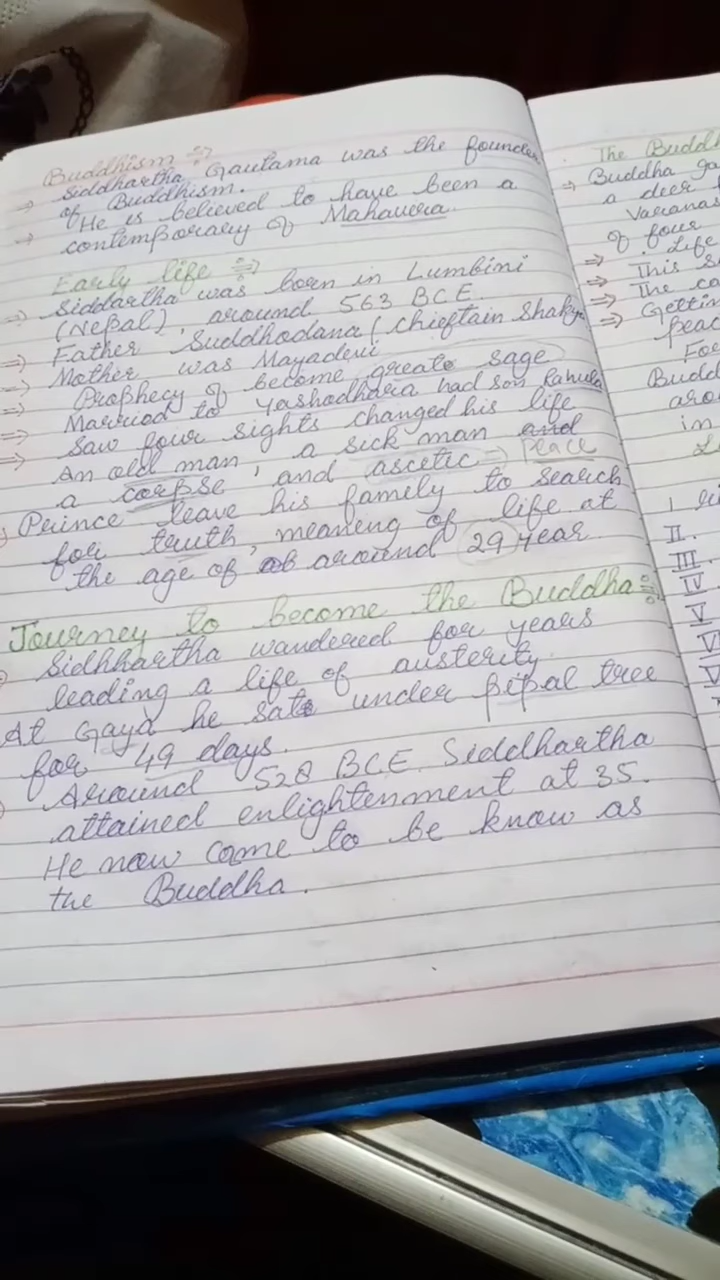 Buddhism ⇒
→ Siddhartha Gautama was the founder
of Buddhism.
→ He is believed to have been a
contemporary of Mahavira.
Early life ⇒
⇒ Siddartha was born in Lumbini
(Nepal), around 563 BCE
⇒ Father Suddhodana (Chieftain Shakya
⇒ Mother was Mayadevi
Prophecy of become great sage
⇒ Married to Yashodhara had son Rahula
⇒ Saw four sights changed his life
⇒ An old man, a sick man and
a corpse, and ascetic ⇒ peace
Prince leave his family to search
for truth, meaning of life at
the age of around 29 year.
Journey to become the Buddha
Sidhhartha wandered for years
leading a life of austerity.
At Gaya he sat under pipal tree
for 49 days.
Around 528 BCE Siddhartha
attained enlightenment at 35.
He now came to be know as
the Buddha.
The Buddh
⇒ Buddha ga
a deer
Varanas
of four
⇒ Life
⇒ This s
⇒ The co
⇒ Gettin
peac
For
Budd
aro
in
I
II.
III.
IV
V
VI
V